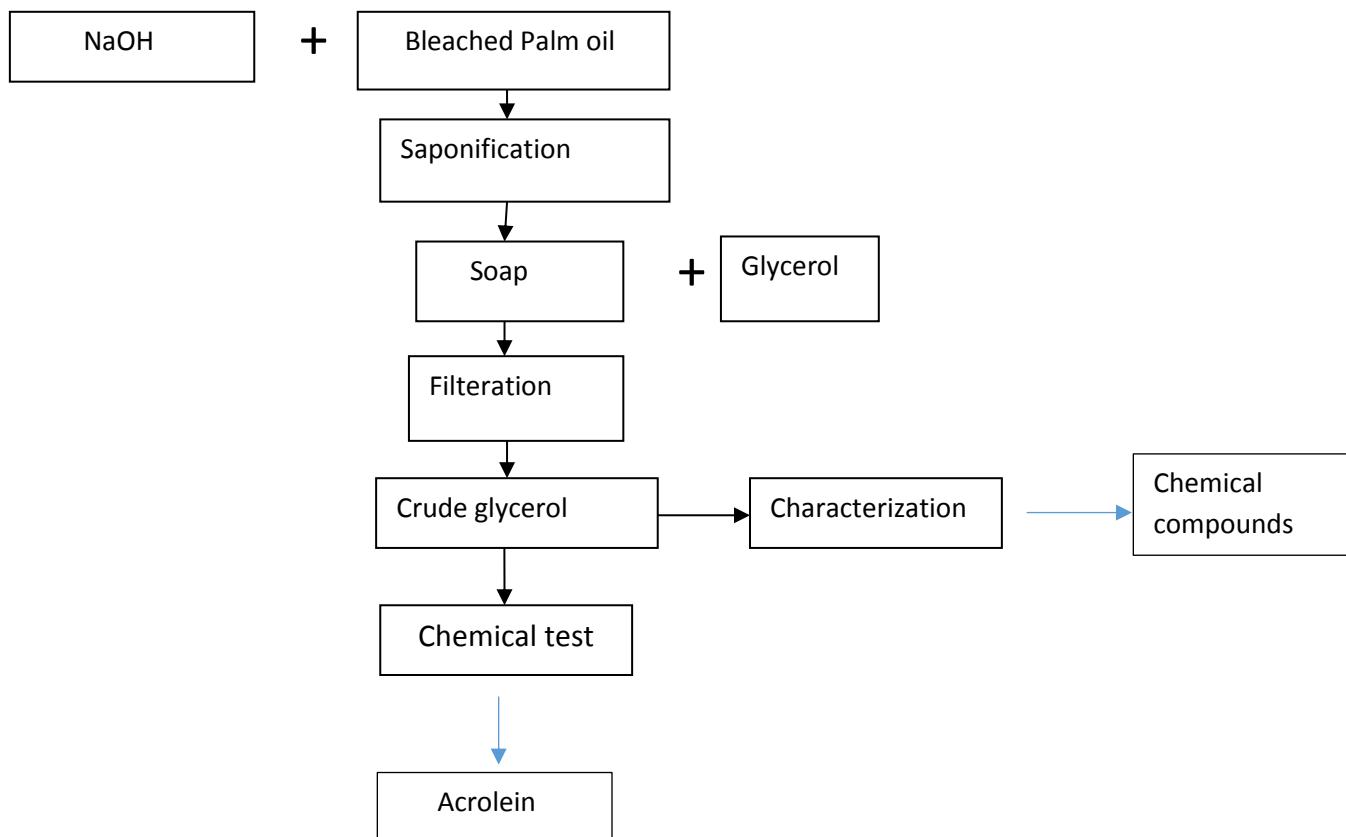 NaOH + Bleached Palm oil
Saponification
Soap + Glycerol
Filteration
Crude glycerol
Characterization
Chemical
compounds
Chemical test
Acrolein